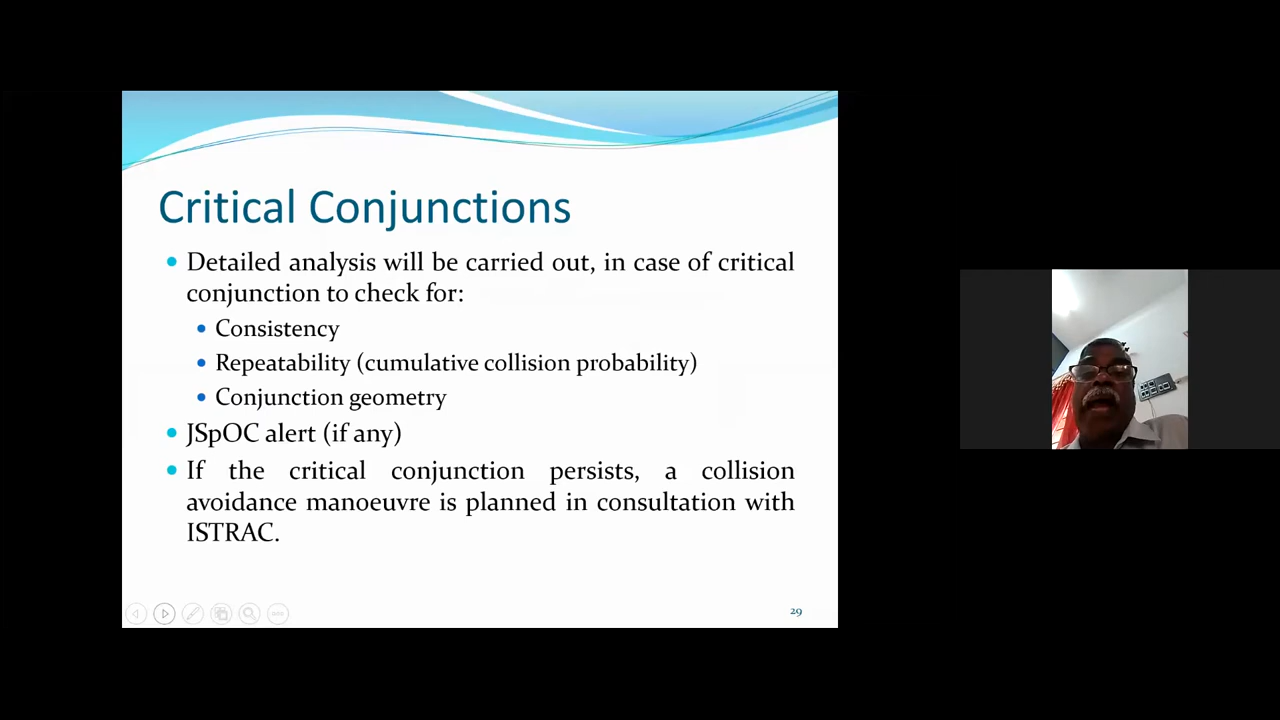 Critical Conjunctions
Detailed analysis will be carried out, in case of critical
conjunction to check for:
Consistency
Repeatability (cumulative collision probability)
Conjunction geometry
JSpOC alert (if any)
If the critical conjunction persists, a collision
avoidance manoeuvre is planned in consultation with
ISTRAC.
29